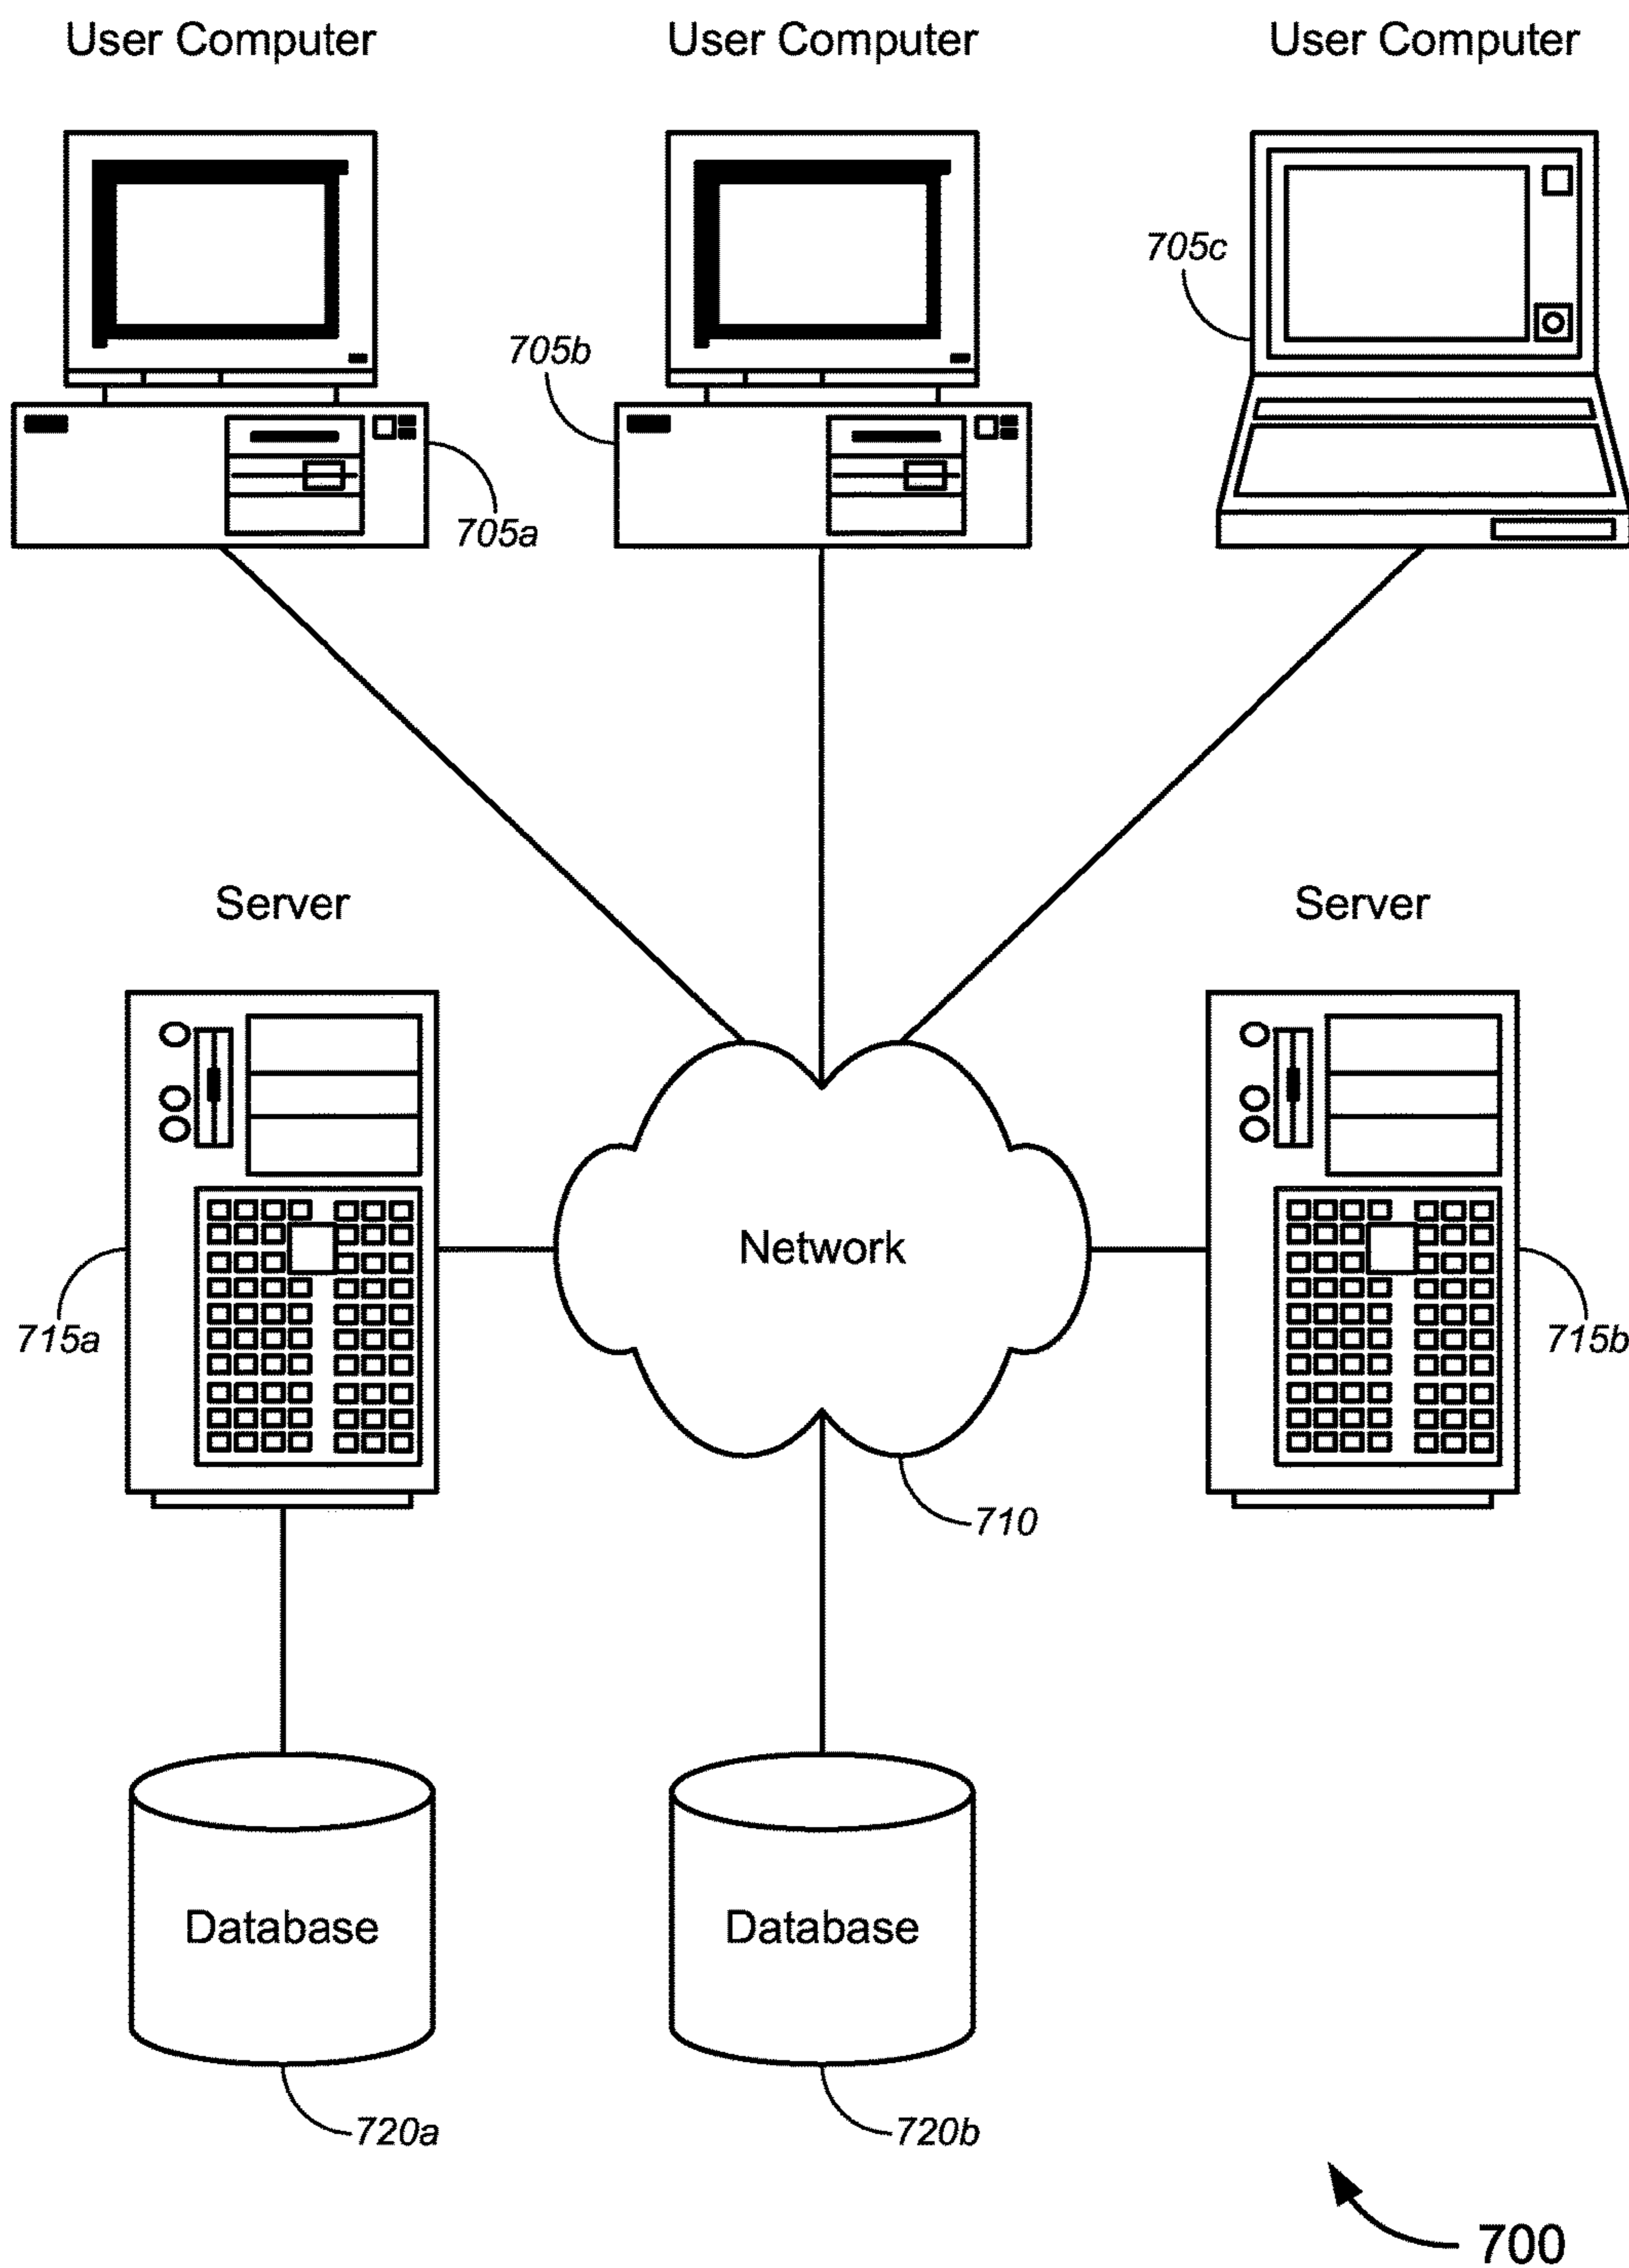 User Computer
User Computer
User Computer
705c
705b
705a
Server
Server
Network
715a
715b
710
Database
Database
720a
720b
700